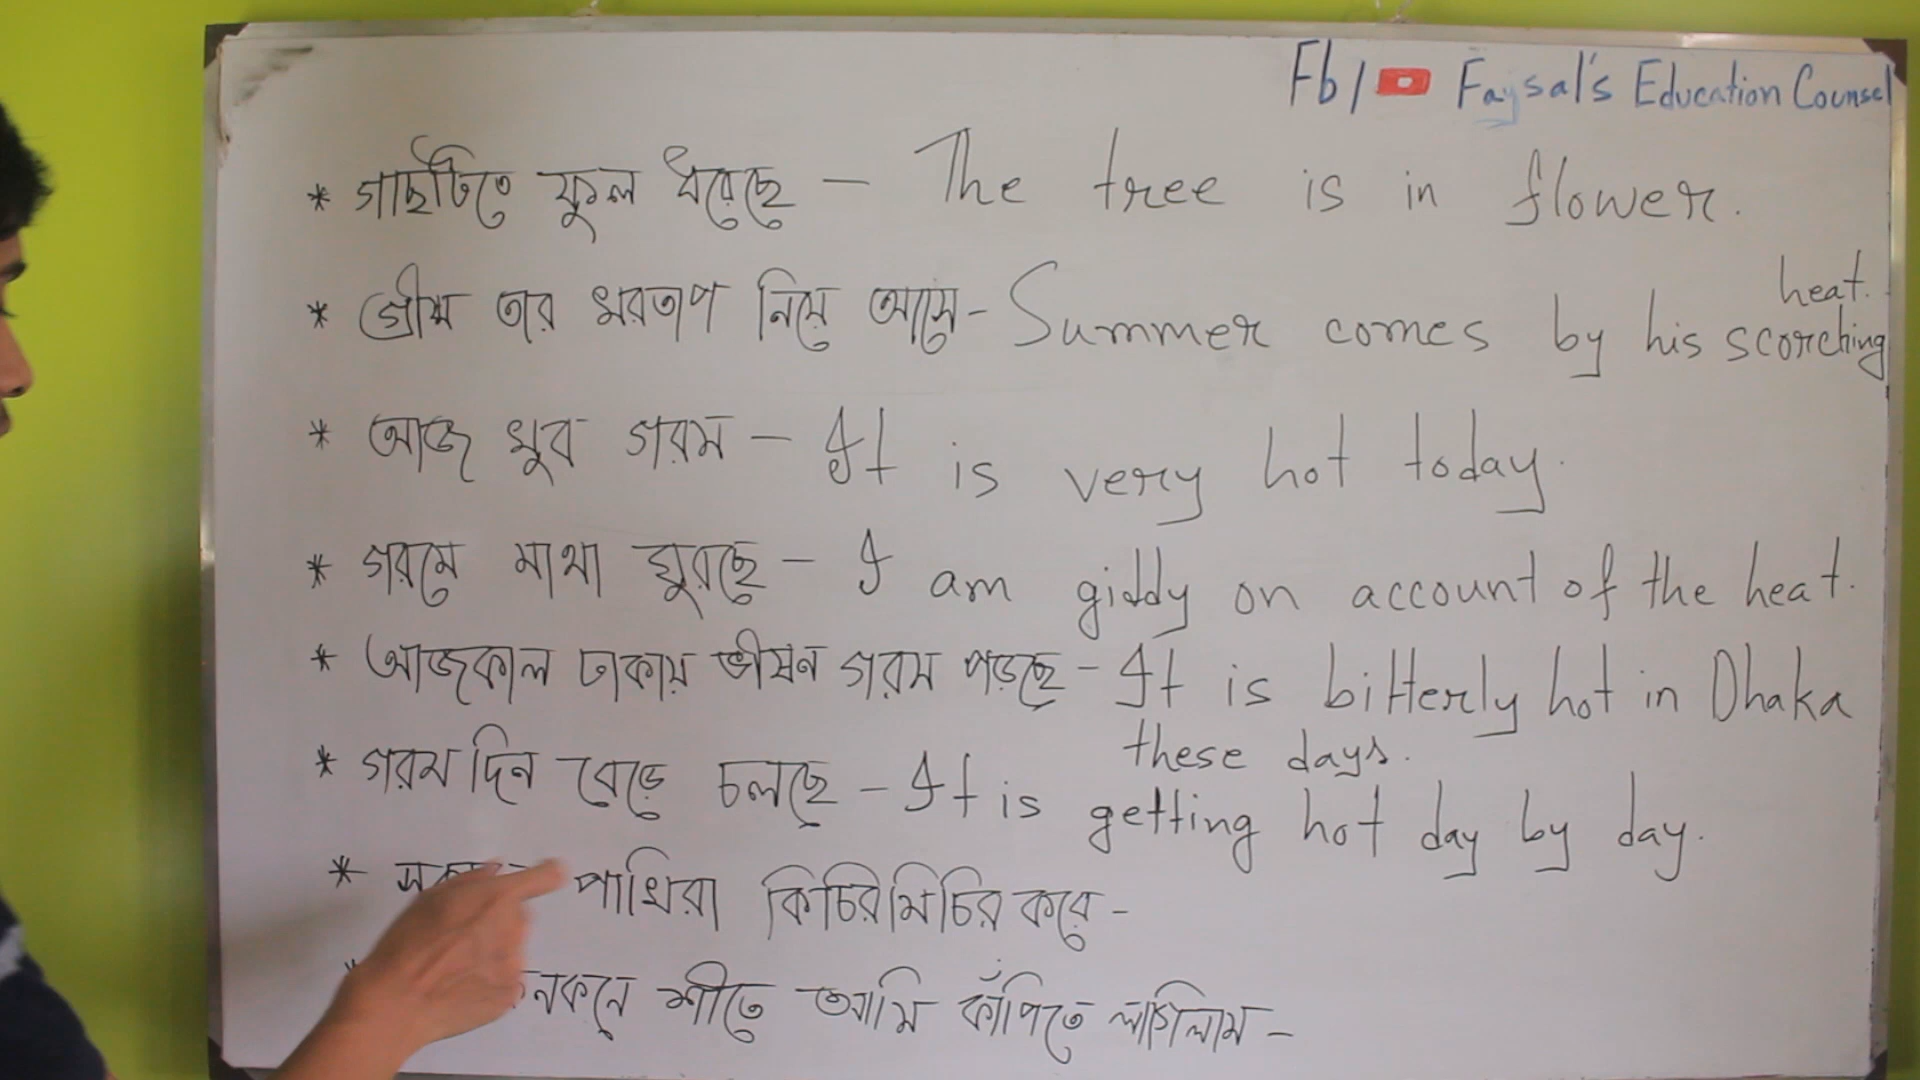 Fb / Faysal's Education Counsel
* গাছটিতে ফুল ধরেছে - The tree is in flower.
* গ্রীষ্ম তার খরতাপ নিয়ে আসে - Summer comes by his scorching heat.
* আজ খুব গরম - It is very hot today.
* গরমে মাথা ঘুরছে - I am giddy on account of the heat.
* আজকাল ঢাকায় ভীষন গরম পড়ছে - It is bitterly hot in Dhaka
these days.
* গরম দিন বেড়ে চলছে - It is getting hot day by day.
* পাখিরা কিচিরমিচির করে -
* শীতে আমি কাঁপিতে লাগিলাম -